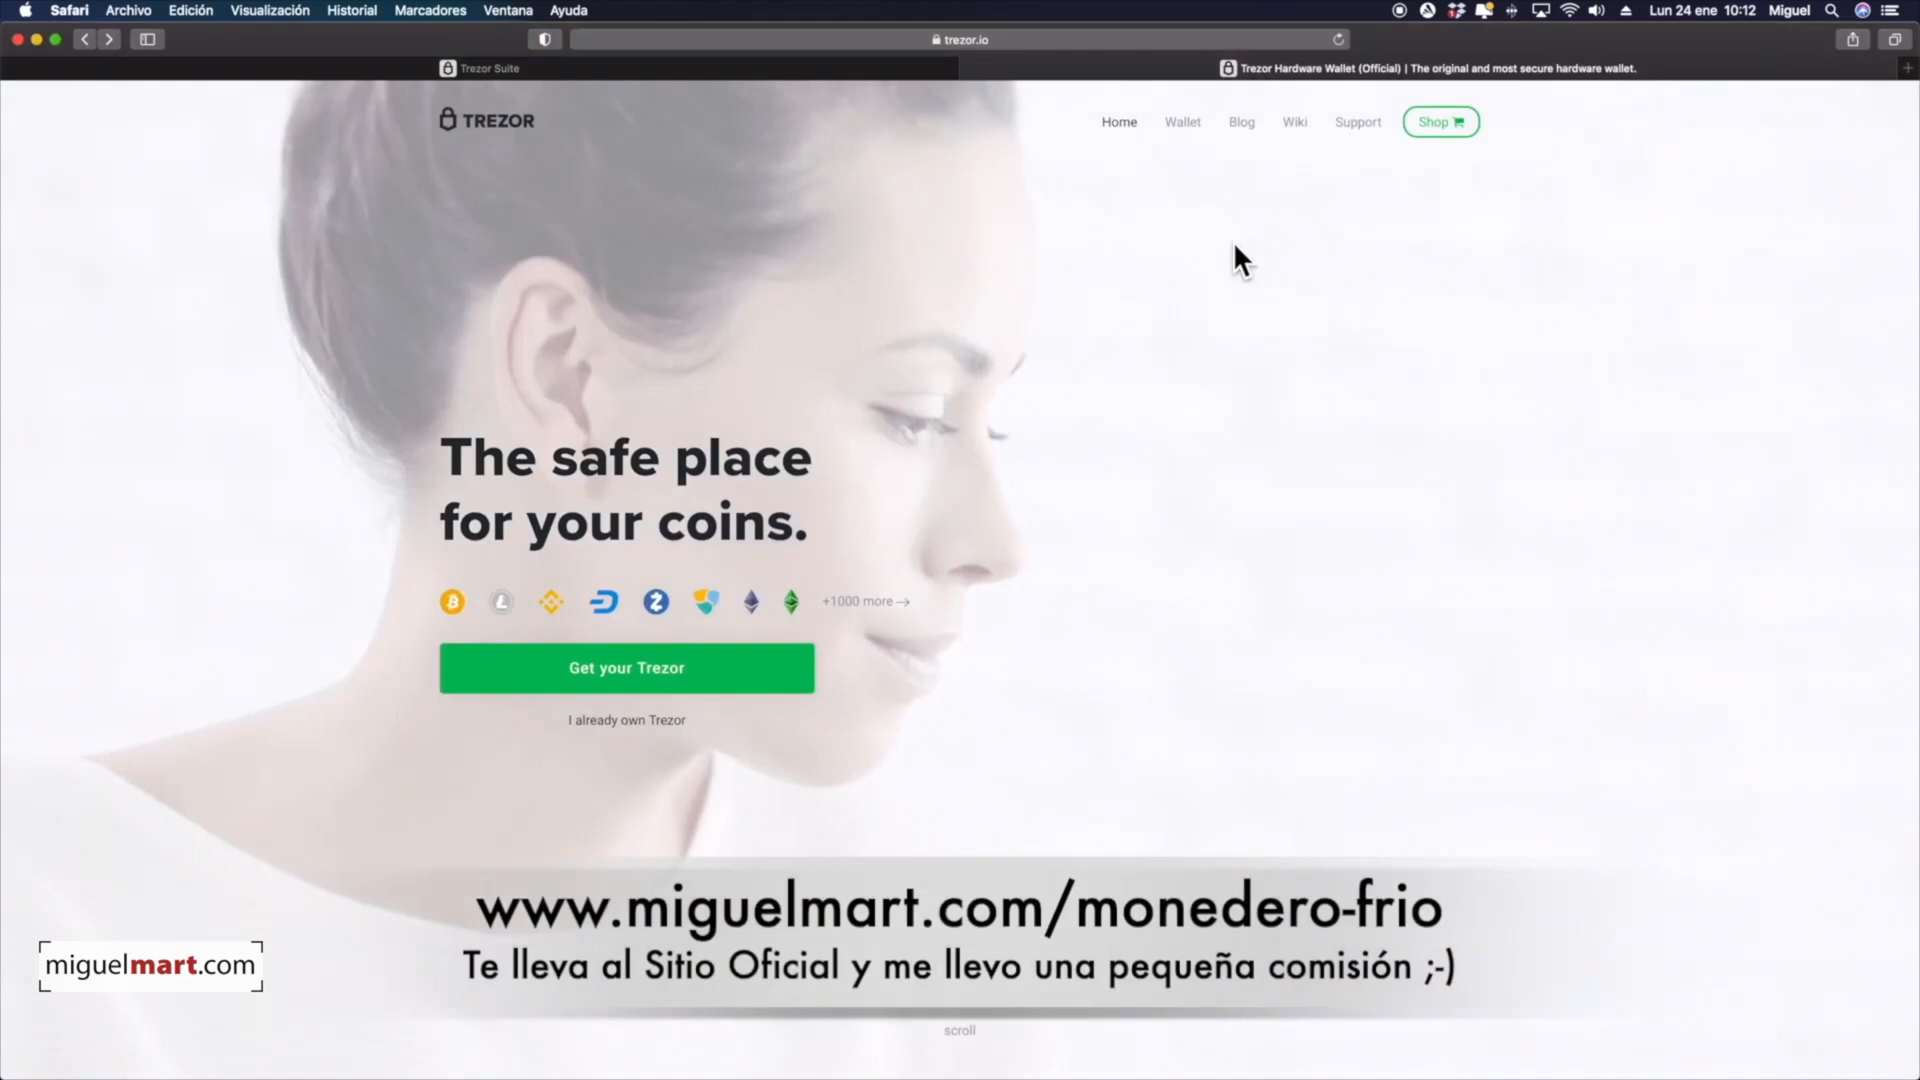 Safari Archivo Edición Visualización Historial Marcadores Ventana Ayuda
Lun 24 ene 10:12 Miguel
trezor.io
Trezor Suite
Trezor Hardware Wallet (Official) | The original and most secure hardware wallet.
TREZOR
Home Wallet Blog Wiki Support Shop
The safe place
for your coins.
+1000 more →
Get your Trezor
I already own Trezor
www.miguelmart.com/monedero-frio
Te lleva al Sitio Oficial y me llevo una pequeña comisión ;-)
miguelmart.com
scroll